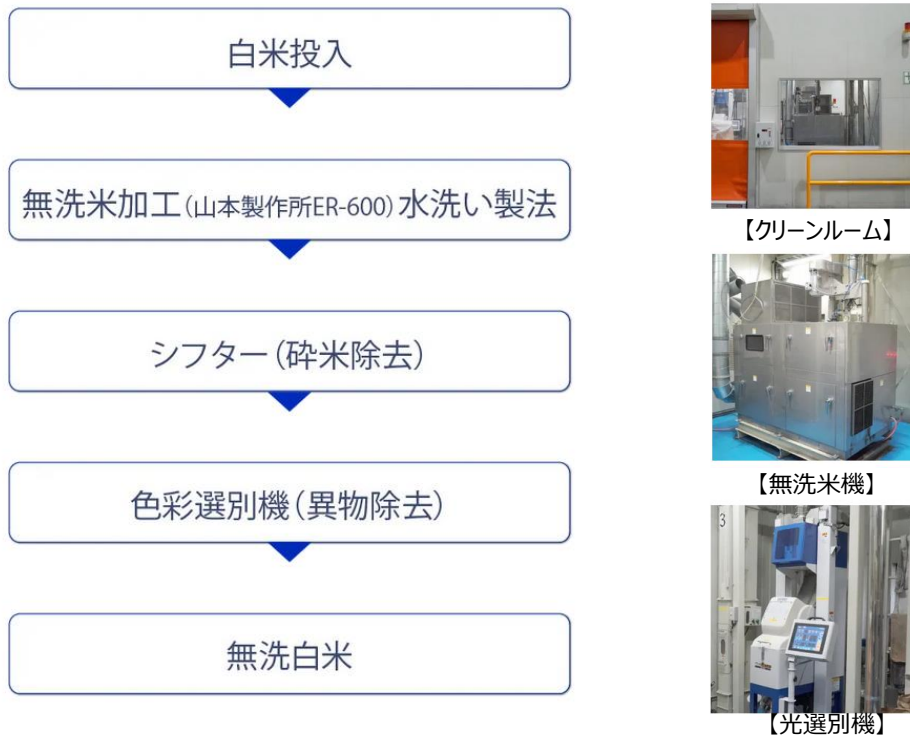 白米投入
無洗米加工(山本製作所ER-600)水洗い製法
シフター(砕米除去)
色彩選別機(異物除去)
無洗白米
【クリーンルーム】
【無洗米機】
3
【光選別機】